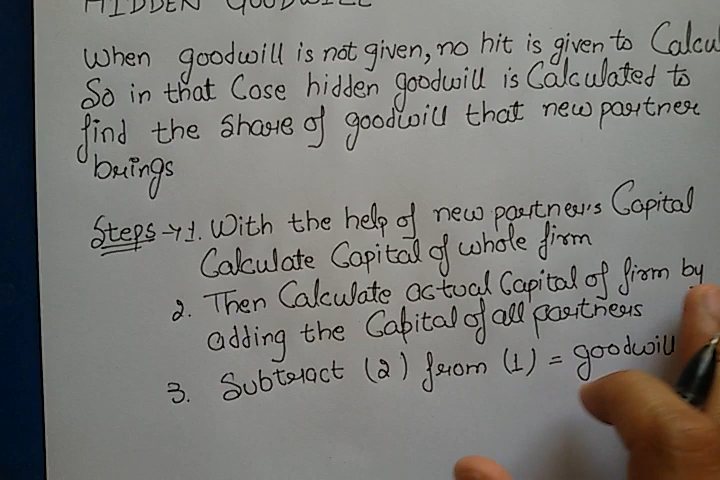 HIDDEN GOODWILL
When goodwill is not given, no hit is given to Calcu
So in that Case hidden goodwill is Calculated to
find the share of goodwill that new partner
brings
Steps → 1. With the help of new partners Capital
Calculate Capital of whole firm
2. Then Calculate actual Capital of firm by
adding the Capital of all partners
3. Subtract (2) from (1) = goodwill